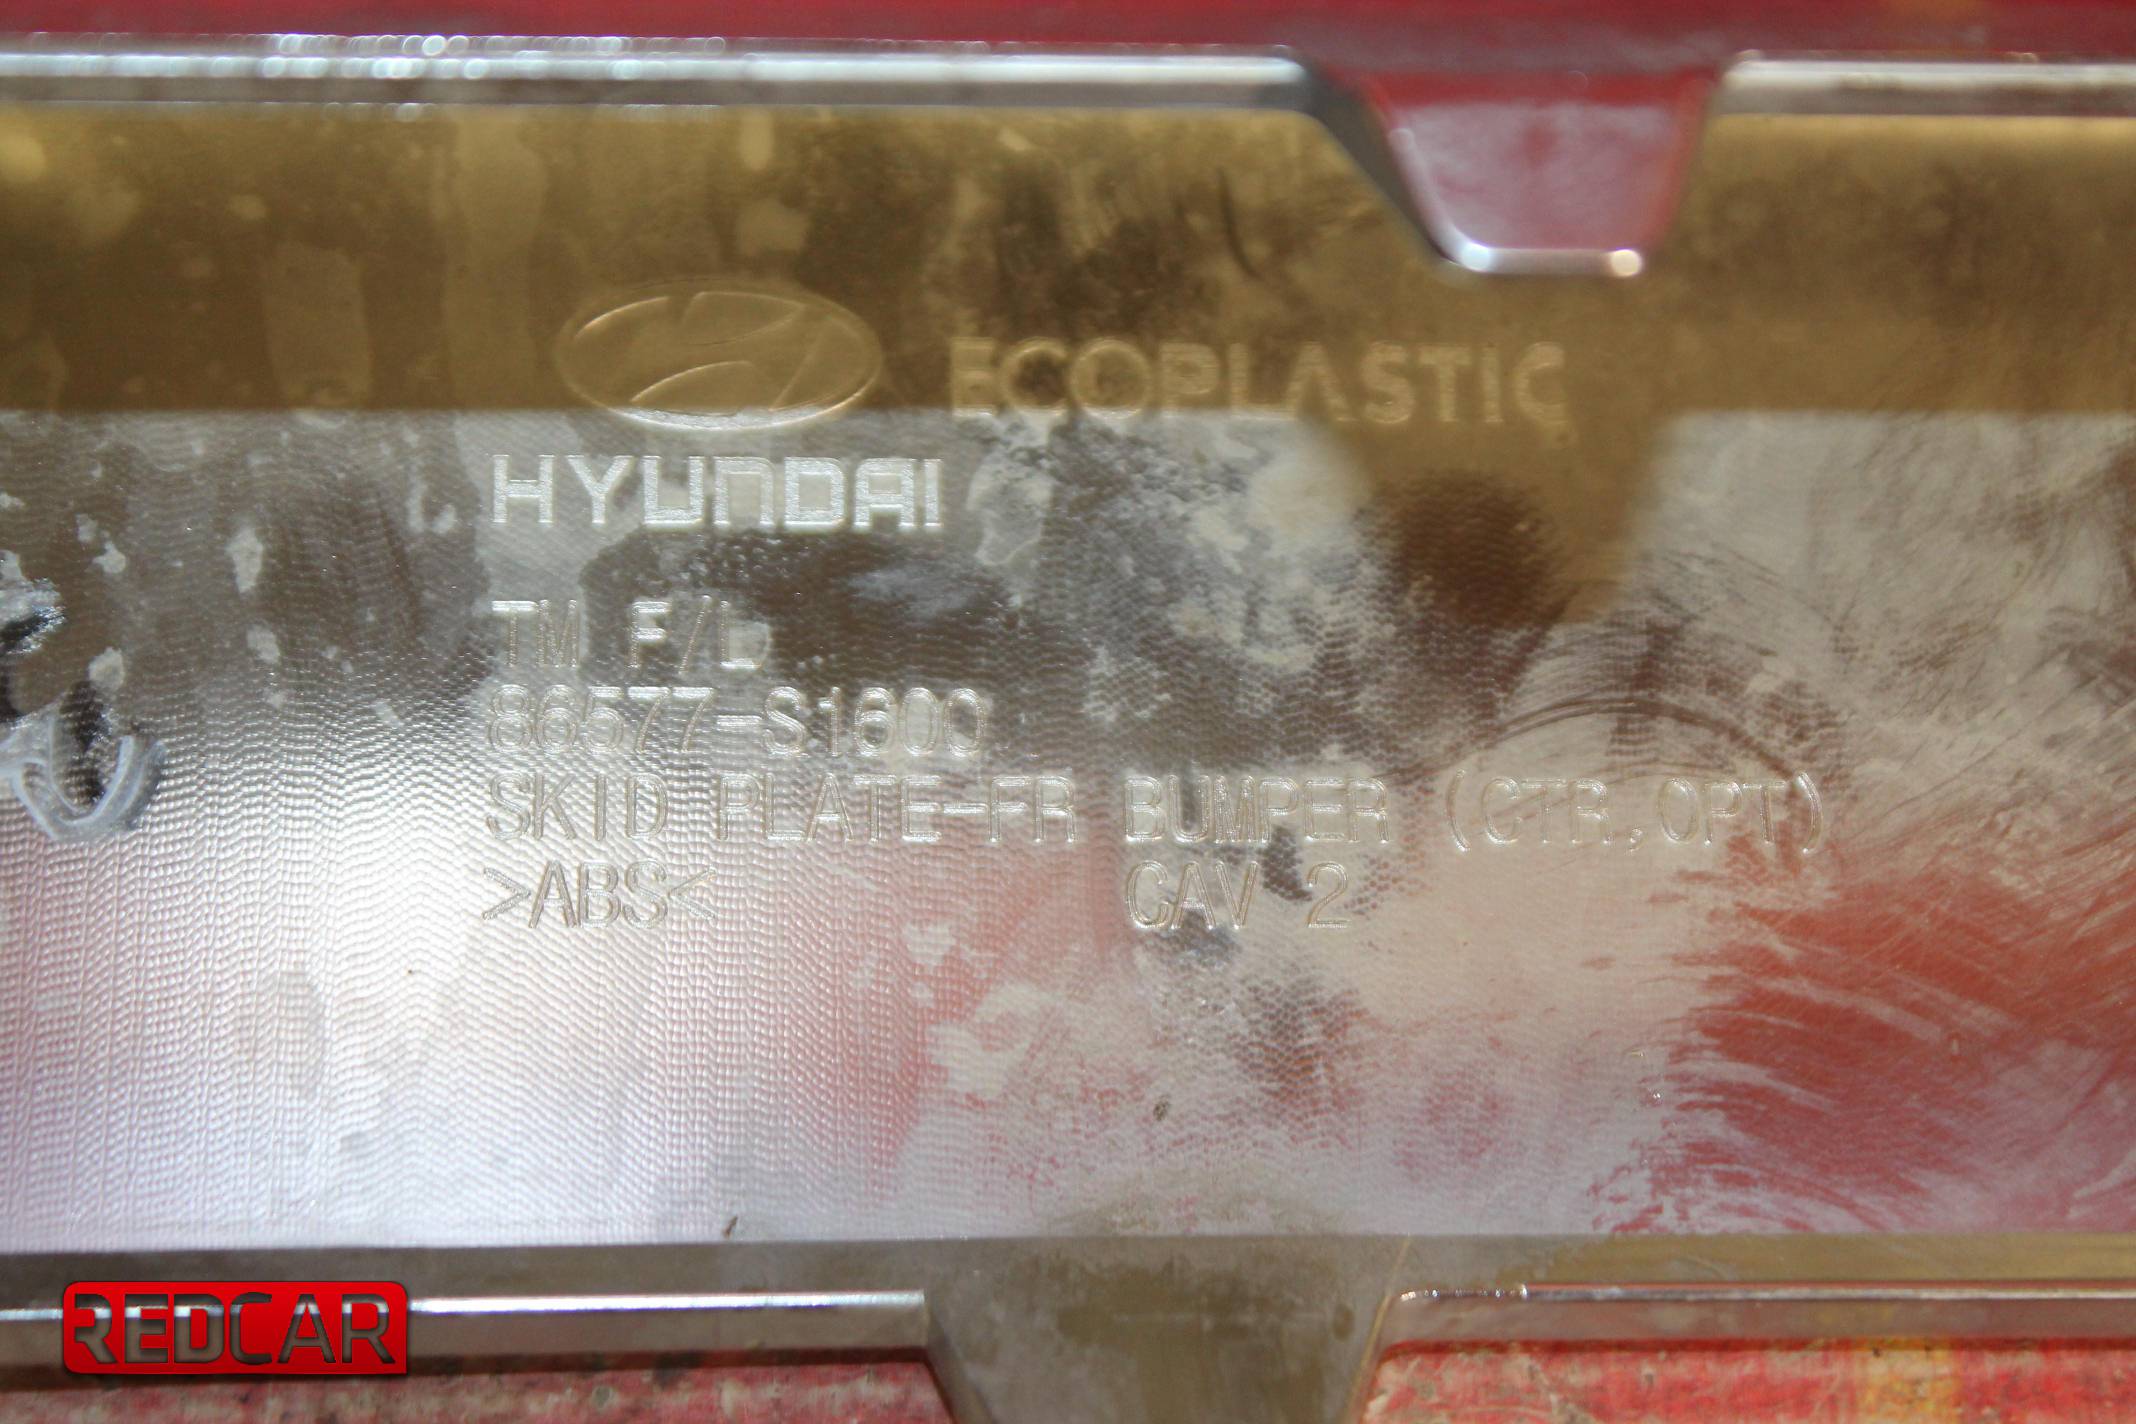 ECOPLASTIC
HYUNDAI
TM F/L
86577-S1600
SKID PLATE-FR BUMPER (CTR,OPT)
>ABS< CAV 2
REDCAR